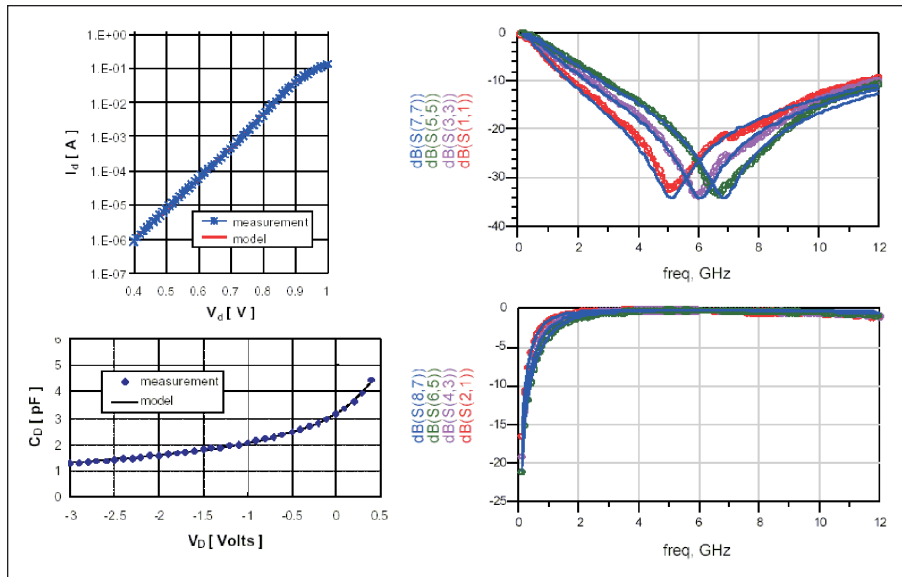 1.E+00
1.E-01
1.E-02
1.E-03
1.E-04
1.E-05
1.E-06
1.E-07
I_d [ A ]
measurement
model
0.4 0.5 0.6 0.7 0.8 0.9 1
V_d [ V ]
0
-10
-20
-30
-40
dB(S(7,7))
dB(S(5,5))
dB(S(3,3))
dB(S(1,1))
0 2 4 6 8 10 12
freq, GHz
6
5
4
3
2
1
0
C_D [ pF ]
measurement
model
-3 -2.5 -2 -1.5 -1 -0.5 0 0.5
V_D [ Volts ]
0
-5
-10
-15
-20
-25
dB(S(8,7))
dB(S(6,5))
dB(S(4,3))
dB(S(2,1))
0 2 4 6 8 10 12
freq, GHz